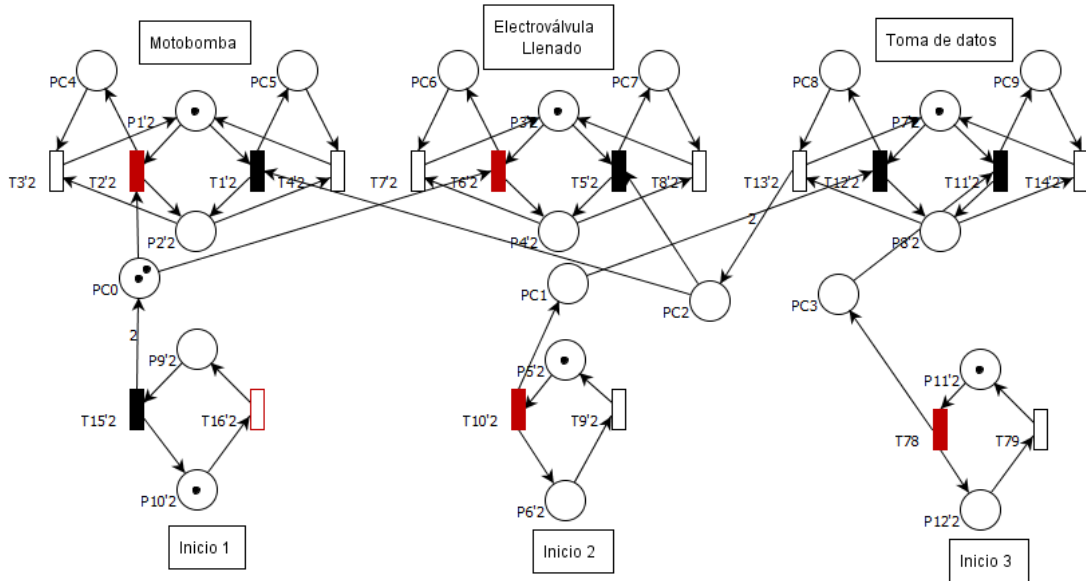 Motobomba
Electroválvula
Llenado
Toma de datos
PC4
PC5
PC6
PC7
PC8
PC9
P1'2
P3'2
P7'2
T3'2
T2'2
T1'2
T4'2
T7'2
T6'2
T5'2
T8'2
T13'2
T12'2
T11'2
T14'2
P2'2
P4'2
P8'2
2
PC0
PC1
PC2
PC3
2
P9'2
P5'2
P11'2
T15'2
T16'2
T10'2
T9'2
T78
T79
P10'2
P6'2
P12'2
Inicio 1
Inicio 2
Inicio 3